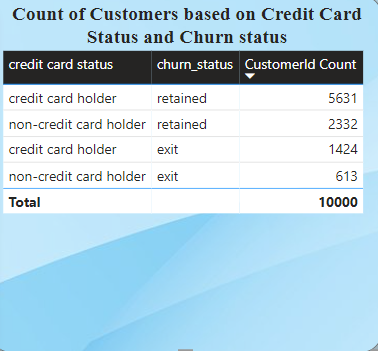 Count of Customers based on Credit Card
Status and Churn status
credit card status churn_status CustomerId Count
credit card holder retained 5631
non-credit card holder retained 2332
credit card holder exit 1424
non-credit card holder exit 613
Total 10000